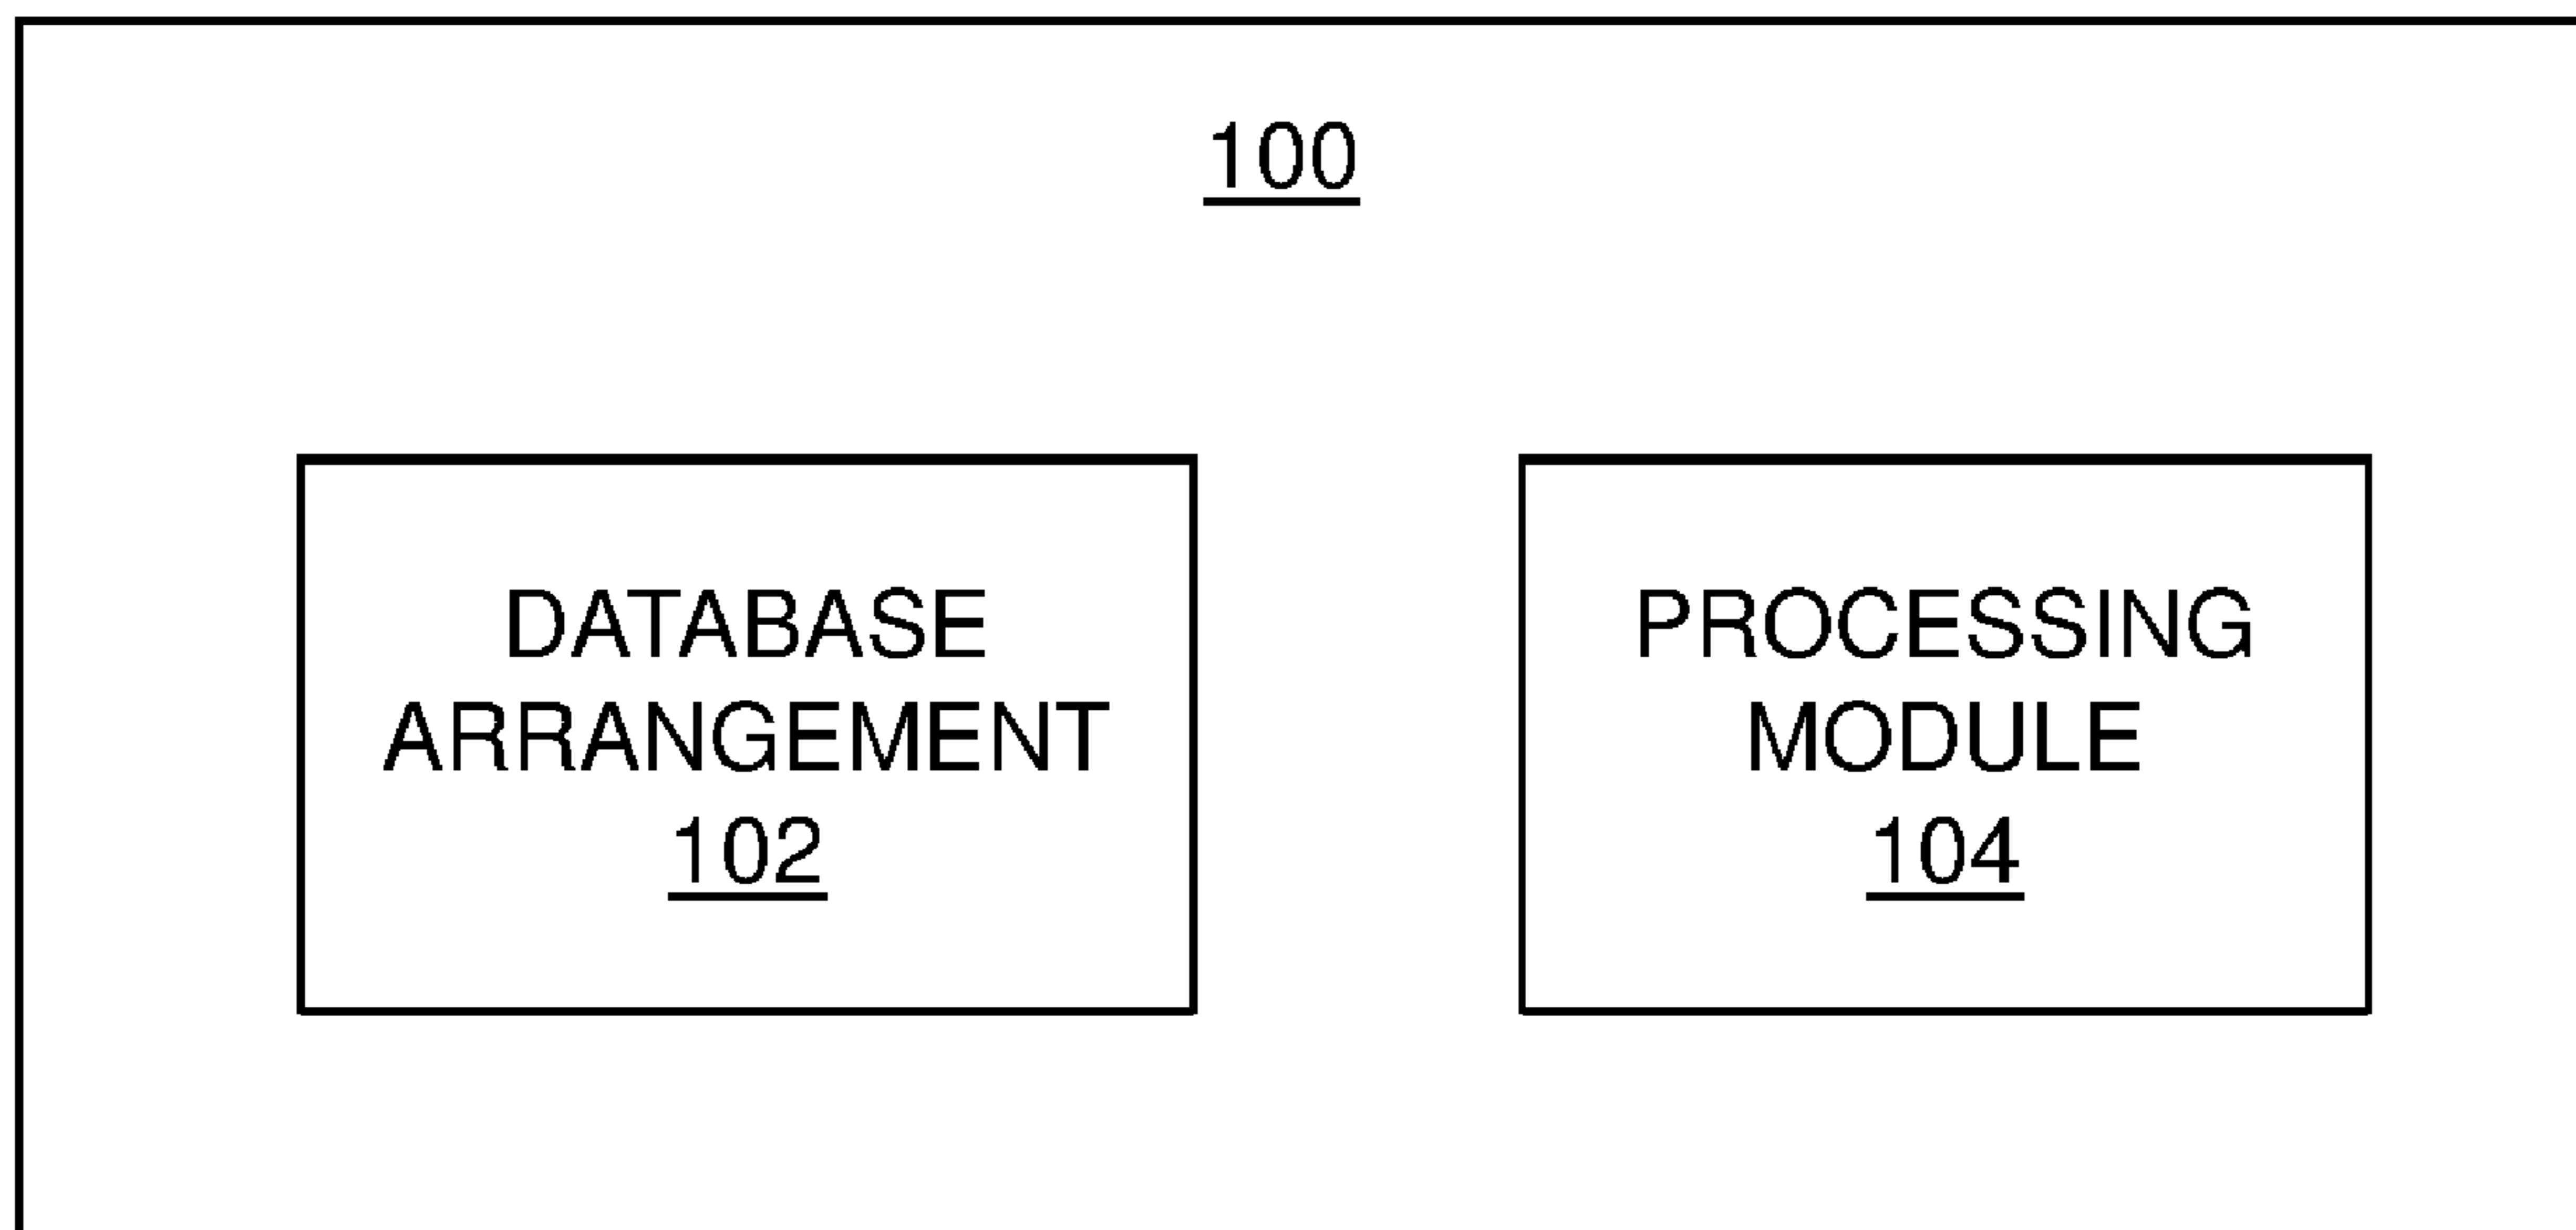 100
DATABASE
ARRANGEMENT
102
PROCESSING
MODULE
104